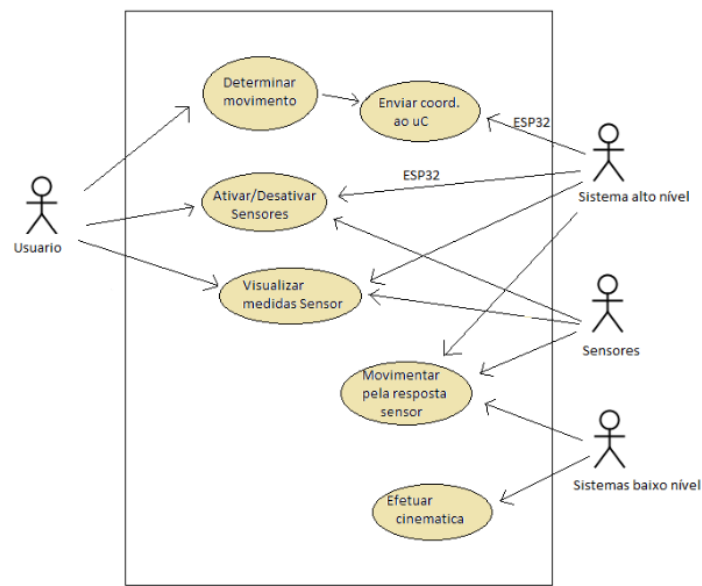 Determinar
movimento
Enviar coord.
ao uC
ESP32
ESP32
Sistema alto nível
Ativar/Desativar
Sensores
Usuario
Visualizar
medidas Sensor
Sensores
Movimentar
pela resposta
sensor
Sistemas baixo nível
Efetuar
cinematica